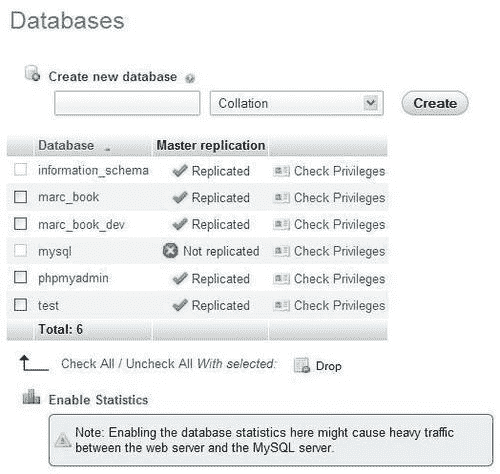 Databases
Create new database
Collation
Create
Database Master replication
information_schema Replicated Check Privileges
marc_book Replicated Check Privileges
marc_book_dev Replicated Check Privileges
mysql Not replicated Check Privileges
phpmyadmin Replicated Check Privileges
test Replicated Check Privileges
Total: 6
Check All / Uncheck All With selected: Drop
Enable Statistics
Note: Enabling the database statistics here might cause heavy traffic
between the web server and the MySQL server.